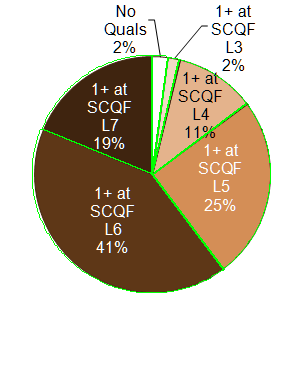 No
Quals
2%
1+ at
SCQF
L3
2%
1+ at
SCQF
L4
11%
1+ at
SCQF
L5
25%
1+ at
SCQF
L6
41%
1+ at
SCQF
L7
19%